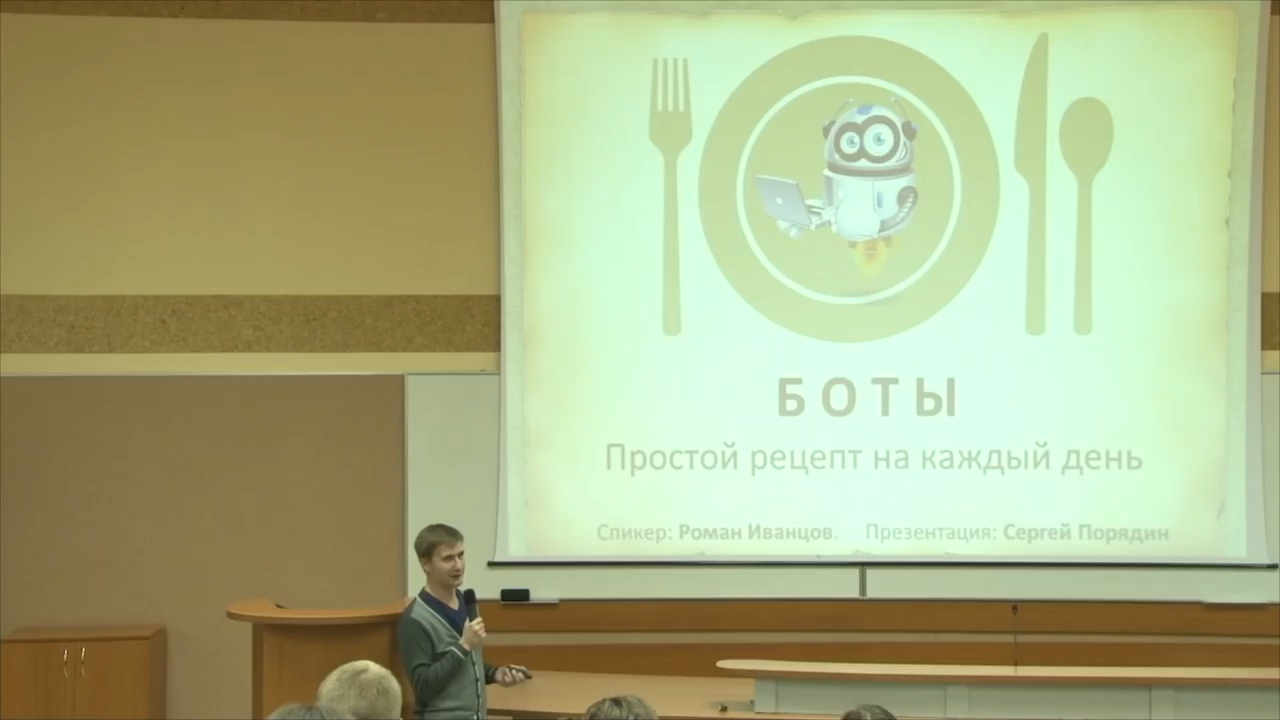 БОТЫ
Простой рецепт на каждый день
Спикер: Роман Иванцов. Презентация: Сергей Порядин